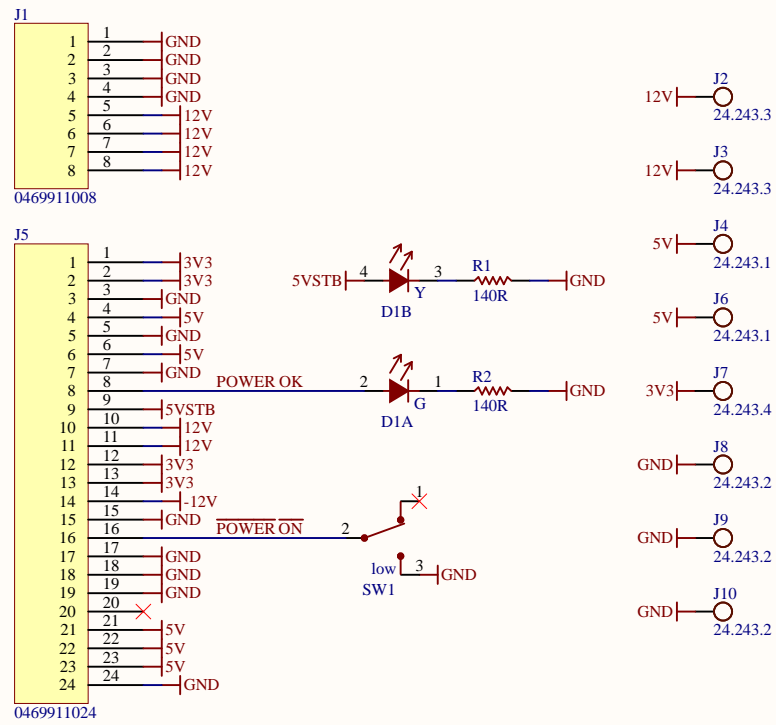 J1
1 1 GND
2 2 GND
3 3 GND
4 4 GND
5 5 12V
6 6 12V
7 7 12V
8 8 12V
0469911008
J5
1 1 3V3
2 2 3V3
3 3 GND
4 4 5V
5 5 GND
6 6 5V
7 7 GND
8 8 POWER OK
9 9 5VSTB
10 10 12V
11 11 12V
12 12 3V3
13 13 3V3
14 14 -12V
15 15 GND
16 16 POWER ON
17 17 GND
18 18 GND
19 19 GND
20 20
21 21 5V
22 22 5V
23 23 5V
24 24 GND
0469911024
5VSTB 4 Y 3 R1 GND
D1B 140R
2 G 1 R2 GND
D1A 140R
1
2
low 3 GND
SW1
J2
12V
24.243.3
J3
12V
24.243.3
J4
5V
24.243.1
J6
5V
24.243.1
J7
3V3
24.243.4
J8
GND
24.243.2
J9
GND
24.243.2
J10
GND
24.243.2